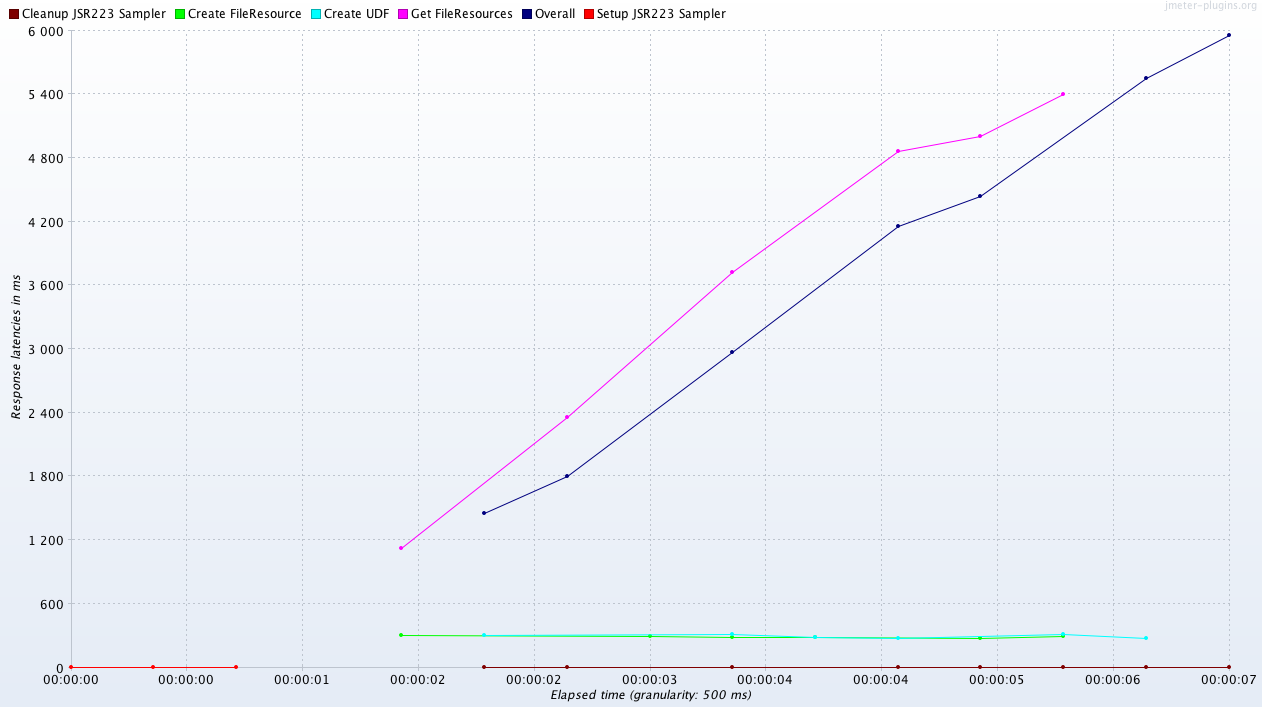 jmeter-plugins.org
Cleanup JSR223 Sampler Create FileResource Create UDF Get FileResources Overall Setup JSR223 Sampler
6 000
5 400
4 800
4 200
3 600
3 000
2 400
1 800
1 200
600
0
Response latencies in ms
00:00:00 00:00:00 00:00:01 00:00:02 00:00:02 00:00:03 00:00:04 00:00:04 00:00:05 00:00:06 00:00:07
Elapsed time (granularity: 500 ms)